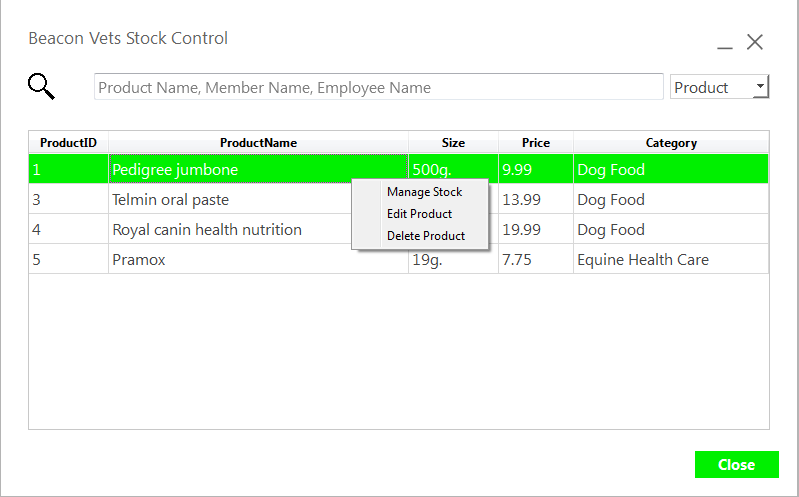 Beacon Vets Stock Control
Product Name, Member Name, Employee Name Product
ProductID ProductName Size Price Category
1 Pedigree jumbone 500g. 9.99 Dog Food
Manage Stock
3 Telmin oral paste 13.99 Dog Food
Edit Product
4 Royal canin health nutrition 19.99 Dog Food
Delete Product
5 Pramox 19g. 7.75 Equine Health Care
Close